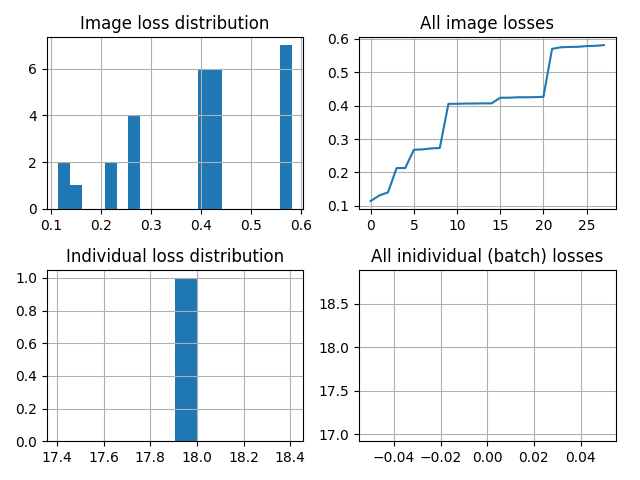 Image loss distribution
6
4
2
0
0.1 0.2 0.3 0.4 0.5 0.6
All image losses
0.6
0.5
0.4
0.3
0.2
0.1
0 5 10 15 20 25
Individual loss distribution
1.0
0.8
0.6
0.4
0.2
0.0
17.4 17.6 17.8 18.0 18.2 18.4
All inidividual (batch) losses
18.5
18.0
17.5
17.0
−0.04 −0.02 0.00 0.02 0.04